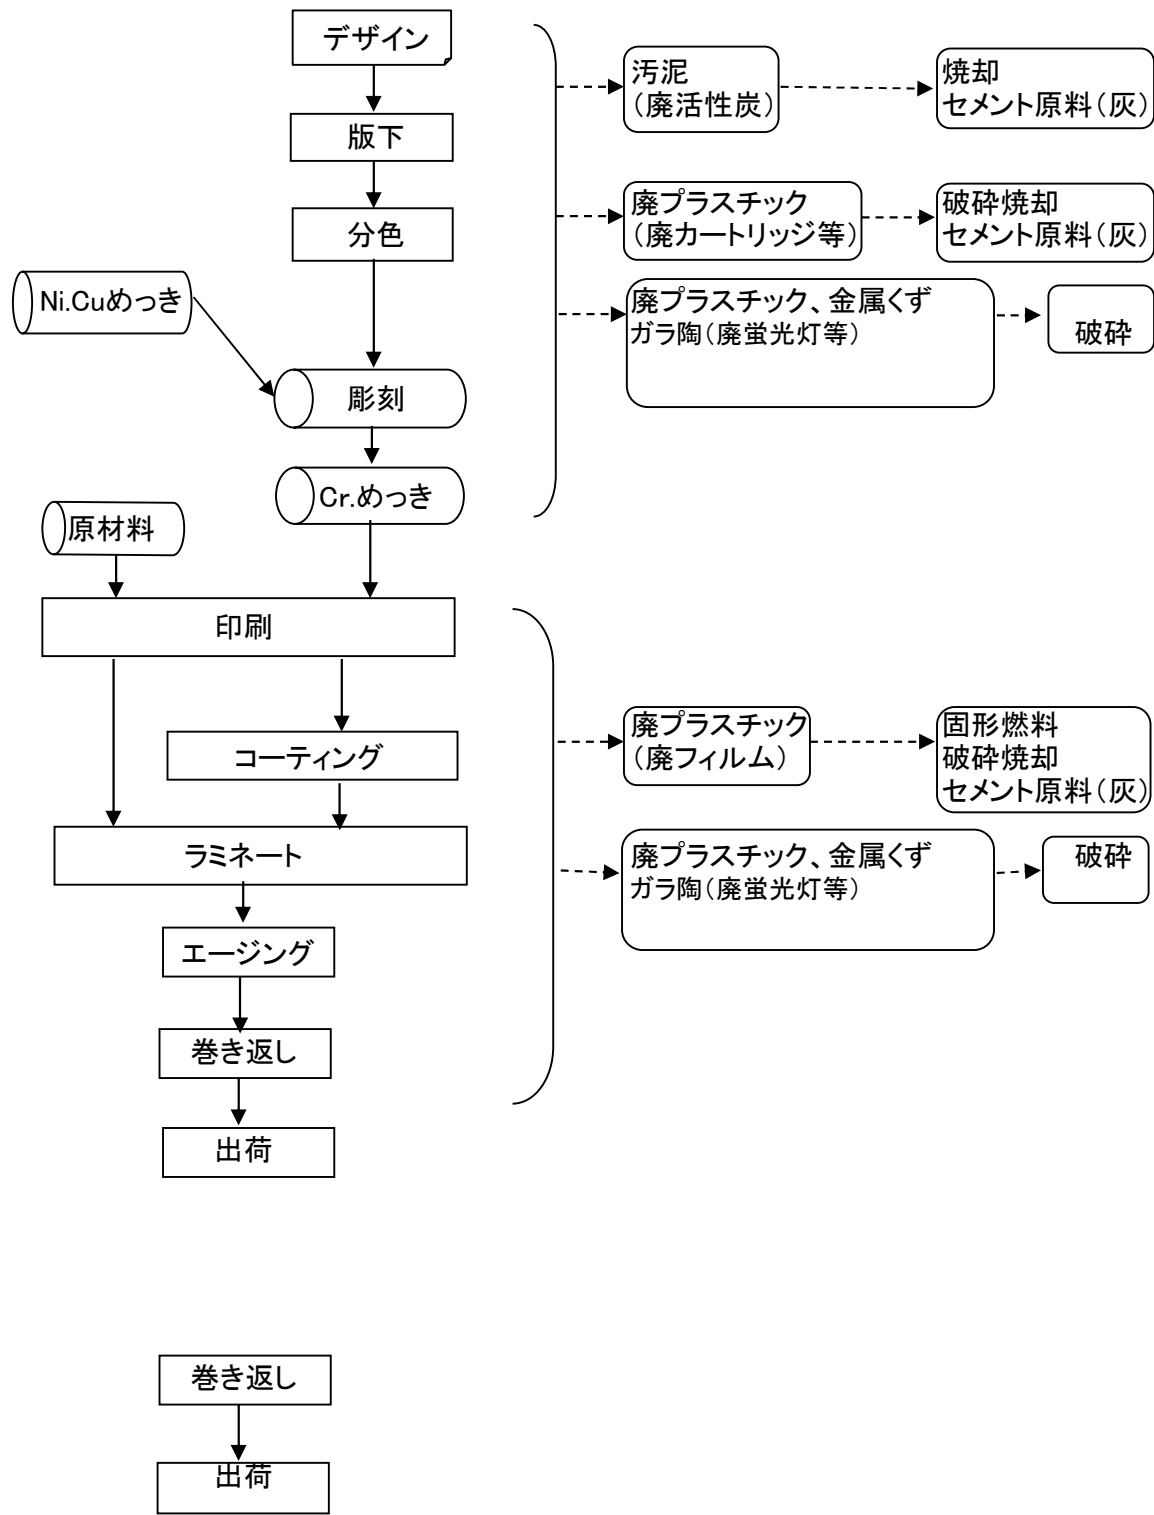 デザイン
版下
分色
Ni.Cuめっき
彫刻
Cr.めっき
原材料
印刷
コーティング
ラミネート
エージング
巻き返し
出荷
汚泥
（廃活性炭）
焼却
セメント原料（灰）
廃プラスチック
（廃カートリッジ等）
破砕焼却
セメント原料（灰）
廃プラスチック、金属くず
ガラ陶（廃蛍光灯等）
破砕
廃プラスチック
（廃フィルム）
固形燃料
破砕焼却
セメント原料（灰）
廃プラスチック、金属くず
ガラ陶（廃蛍光灯等）
破砕
巻き返し
出荷